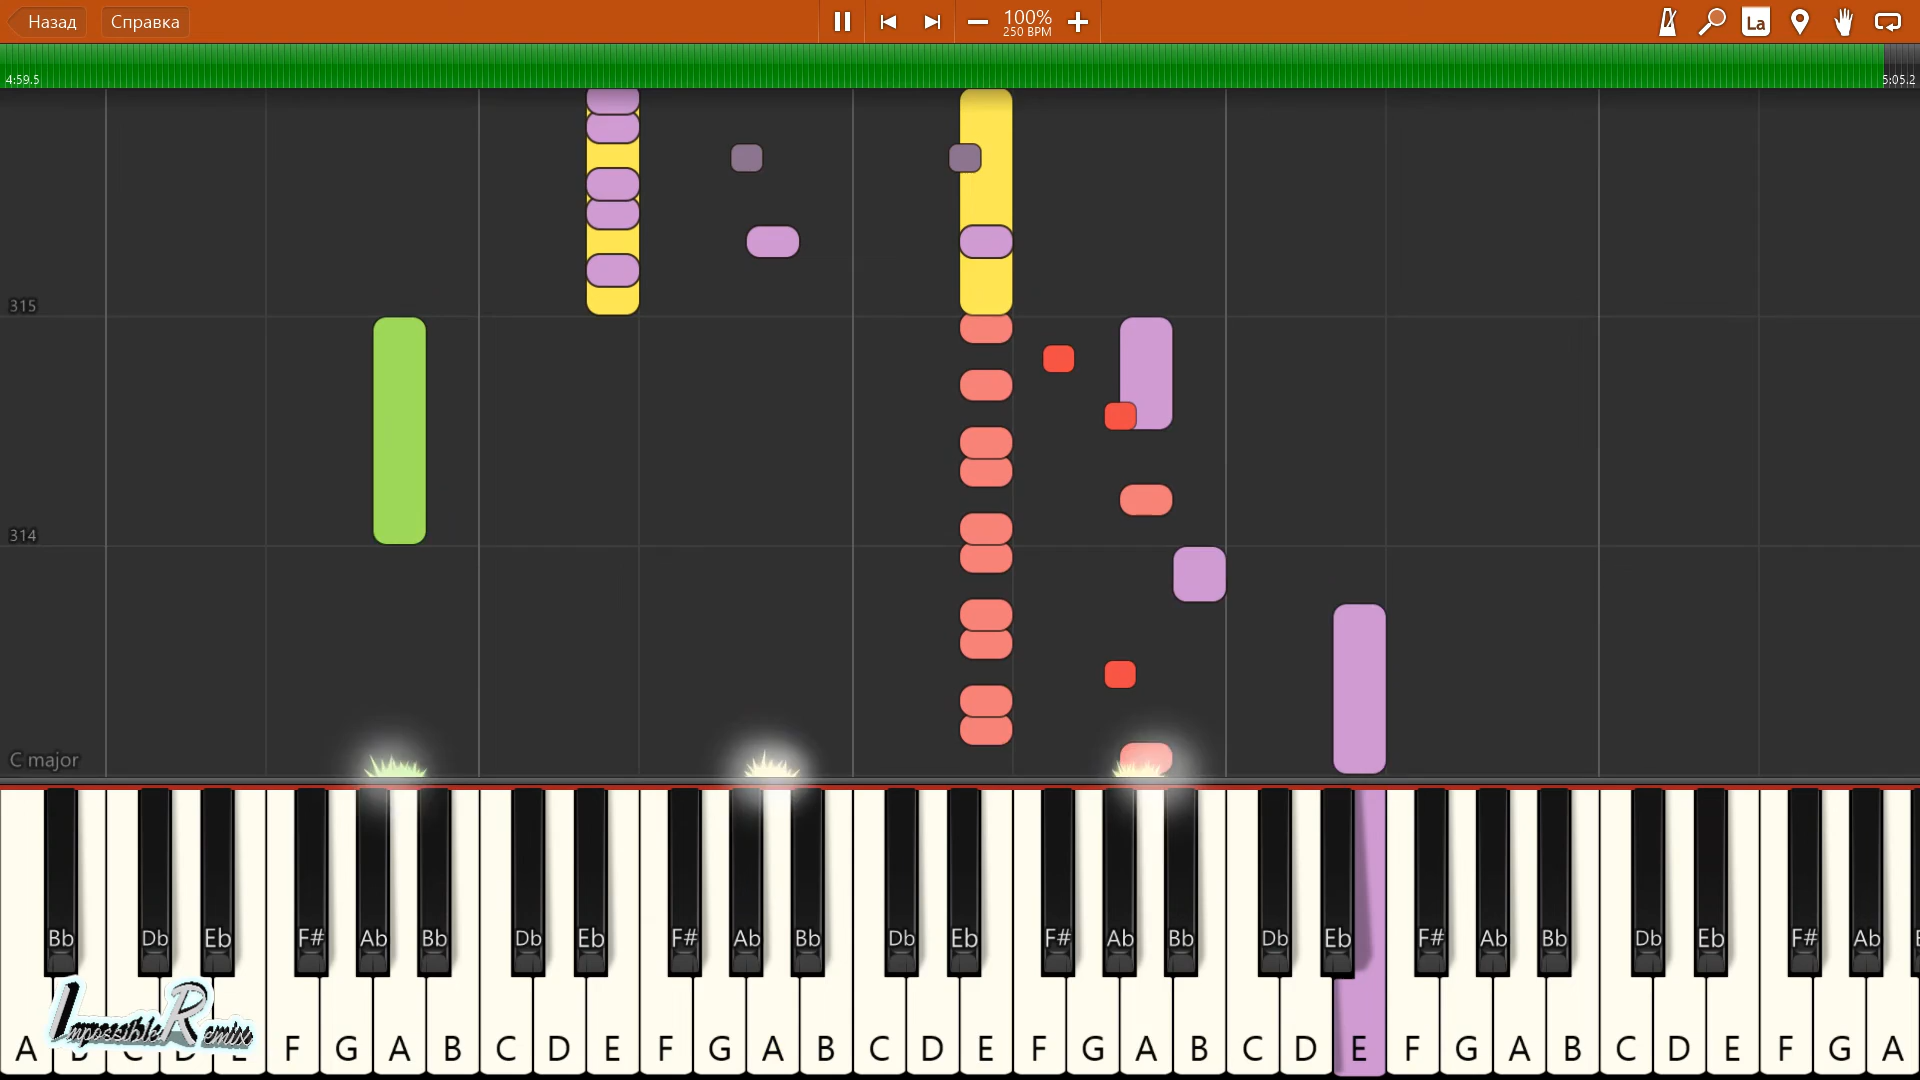 Назад
Справка
100%
250 BPM
La
4:59.5
5:05.2
315
314
C major
Bb Db Eb F# Ab Bb Db Eb F# Ab Bb Db Eb F# Ab Bb Db Eb F# Ab Bb Db Eb F# Ab
ImpossibleRemix
A B C D E F G A B C D E F G A B C D E F G A B C D E F G A B C D E F G A